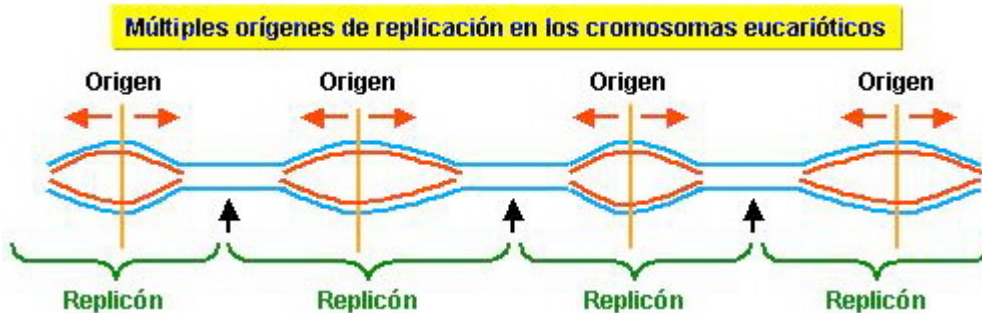 Múltiples orígenes de replicación en los cromosomas eucarióticos
Origen Origen Origen Origen
Replicón Replicón Replicón Replicón